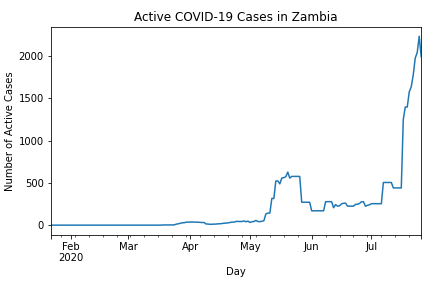 Active COVID-19 Cases in Zambia
Number of Active Cases
2000
1500
1000
500
0
Feb
2020
Mar
Apr
May
Jun
Jul
Day